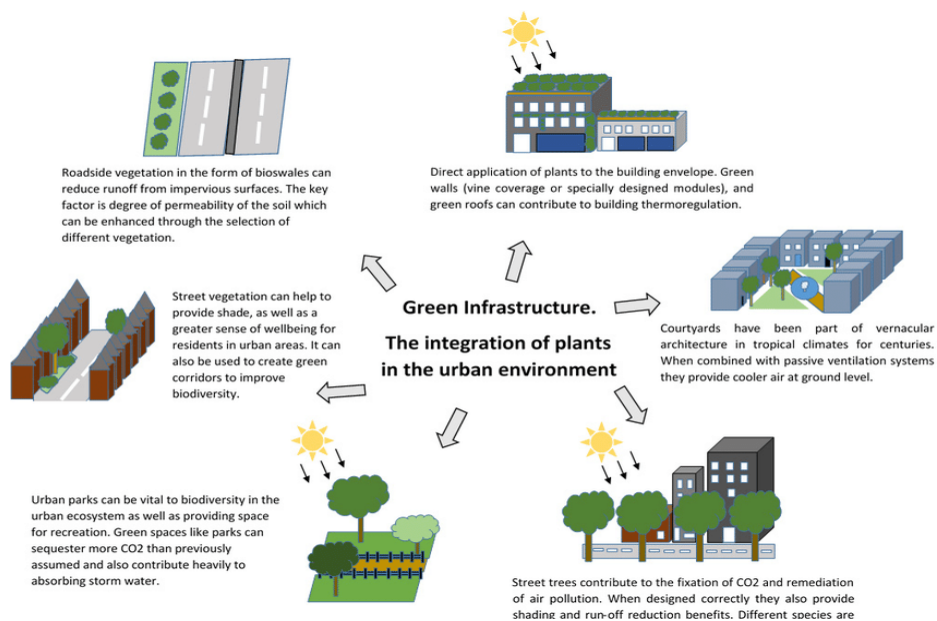 Roadside vegetation in the form of bioswales can
reduce runoff from impervious surfaces. The key
factor is degree of permeability of the soil which
can be enhanced through the selection of
different vegetation.
Direct application of plants to the building envelope. Green
walls (vine coverage or specially designed modules), and
green roofs can contribute to building thermoregulation.
Street vegetation can help to
provide shade, as well as a
greater sense of wellbeing for
residents in urban areas. It can
also be used to create green
corridors to improve
biodiversity.
Green Infrastructure.
The integration of plants
in the urban environment
Courtyards have been part of vernacular
architecture in tropical climates for centuries.
When combined with passive ventilation systems
they provide cooler air at ground level.
Urban parks can be vital to biodiversity in the
urban ecosystem as well as providing space
for recreation. Green spaces like parks can
sequester more CO2 than previously
assumed and also contribute heavily to
absorbing storm water.
Street trees contribute to the fixation of CO2 and remediation
of air pollution. When designed correctly they also provide
shading and run-off reduction benefits. Different species are